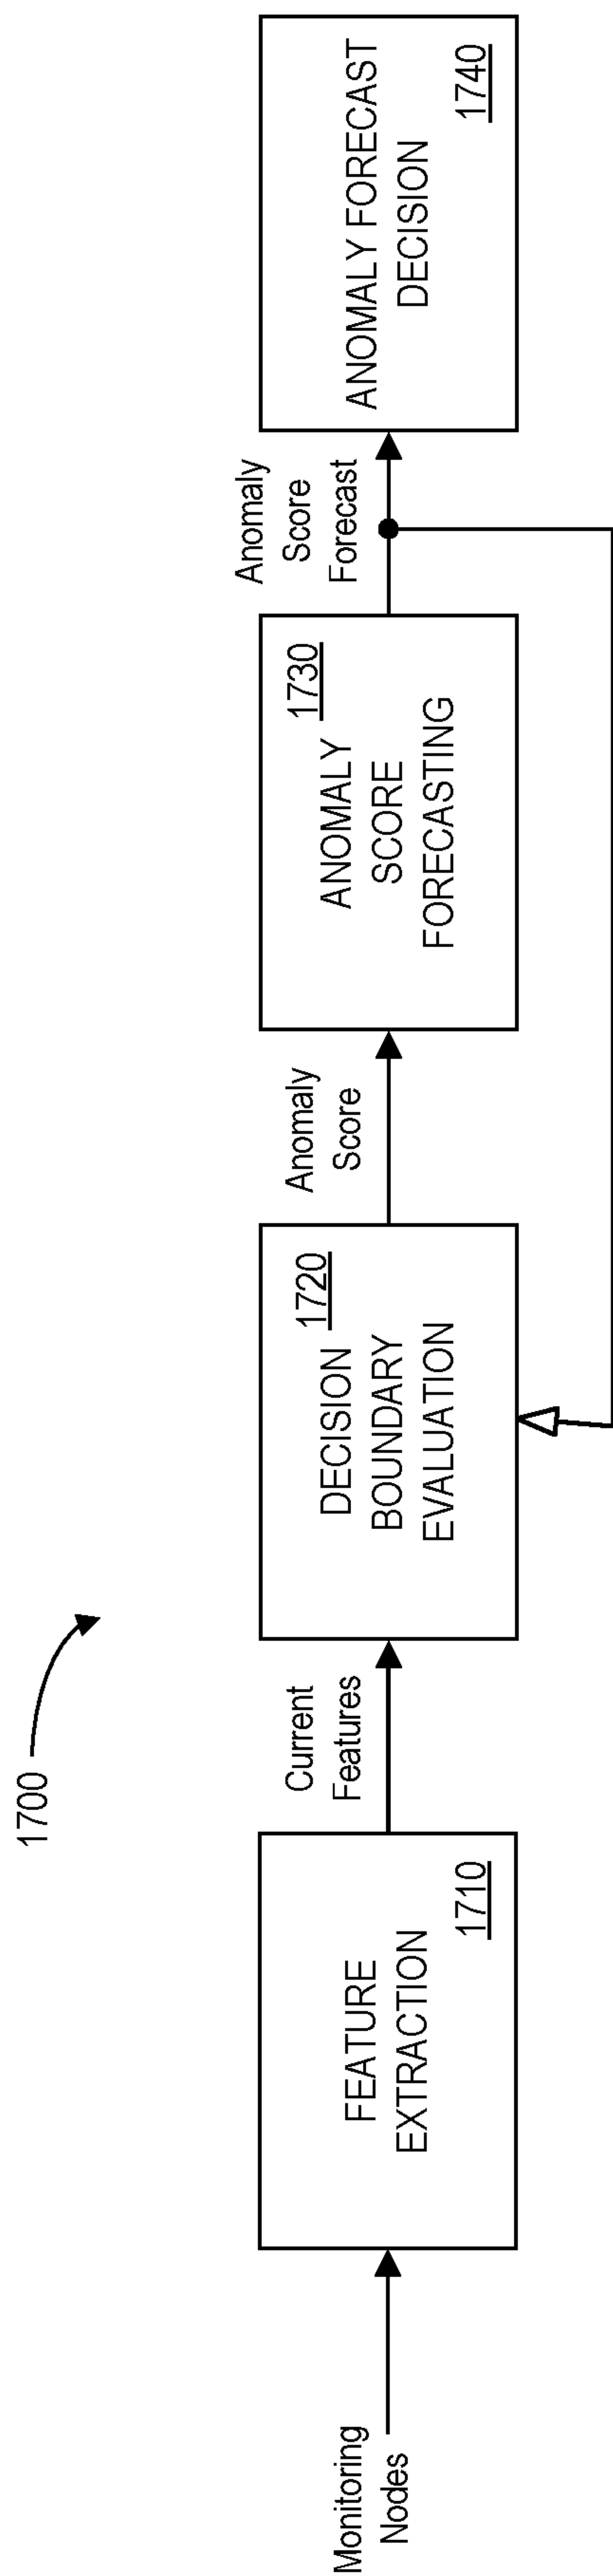 1700
Monitoring
Nodes
FEATURE
EXTRACTION
1710
Current
Features
1720
DECISION
BOUNDARY
EVALUATION
Anomaly
Score
1730
ANOMALY
SCORE
FORECASTING
Anomaly
Score
Forecast
ANOMALY FORECAST
DECISION
1740